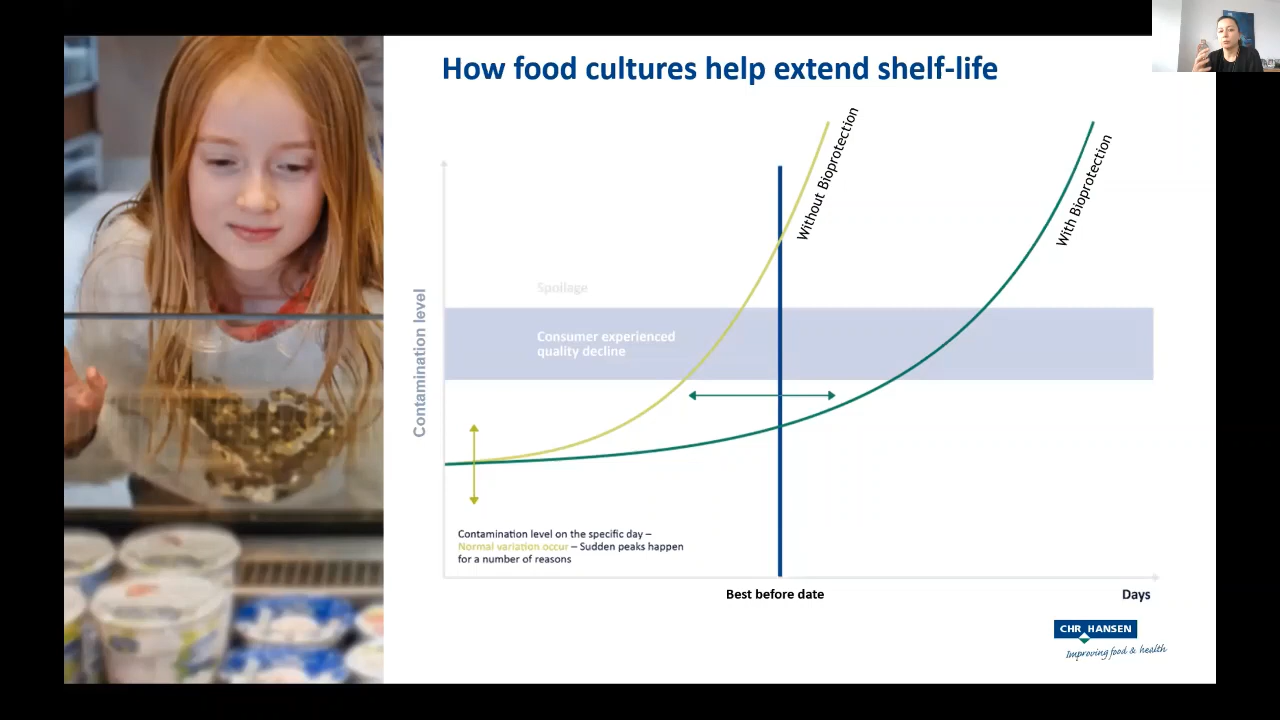 How food cultures help extend shelf-life
Without Bioprotection
With Bioprotection
Contamination level
Spoilage
Consumer experienced
quality decline
Contamination level on the specific day –
Normal variation occur – Sudden peaks happen
for a number of reasons
Best before date
Days
CHR HANSEN
Improving food & health